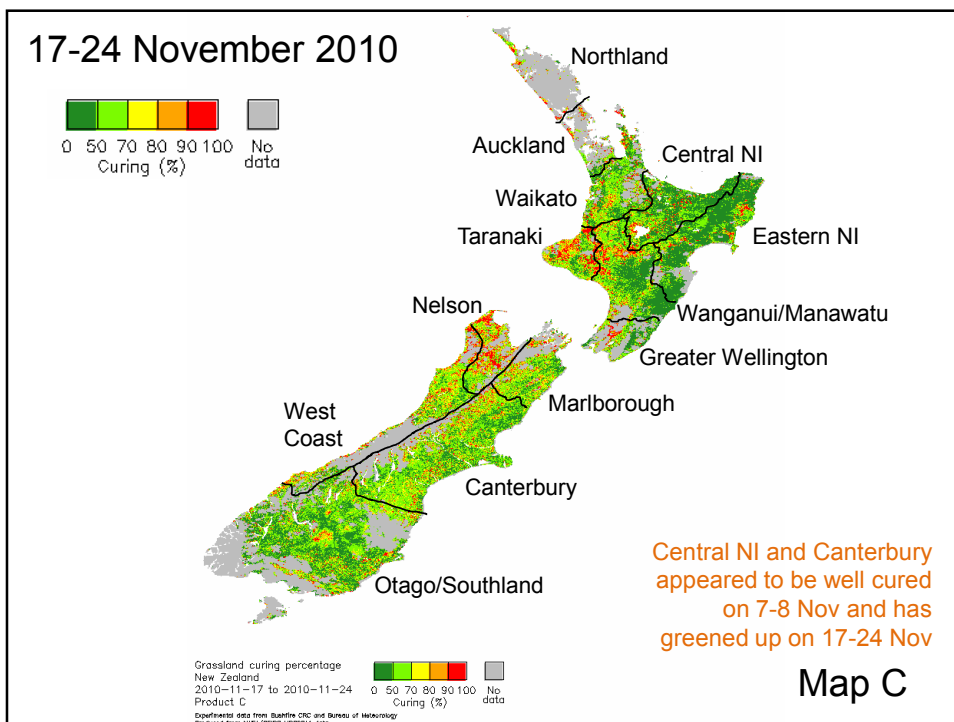 17-24 November 2010
0 50 70 80 90 100
Curing (%)
No
data
Northland
Auckland
Central NI
Waikato
Taranaki
Eastern NI
Nelson
Wanganui/Manawatu
Greater Wellington
Marlborough
West
Coast
Canterbury
Otago/Southland
Central NI and Canterbury
appeared to be well cured
on 7-8 Nov and has
greened up on 17-24 Nov
Map C
Grassland curing percentage
New Zealand
2010-11-17 to 2010-11-24
Product C
0 50 70 80 90 100
Curing (%)
No
data
Experimental data from Bushfire CRC and Bureau of Meteorology